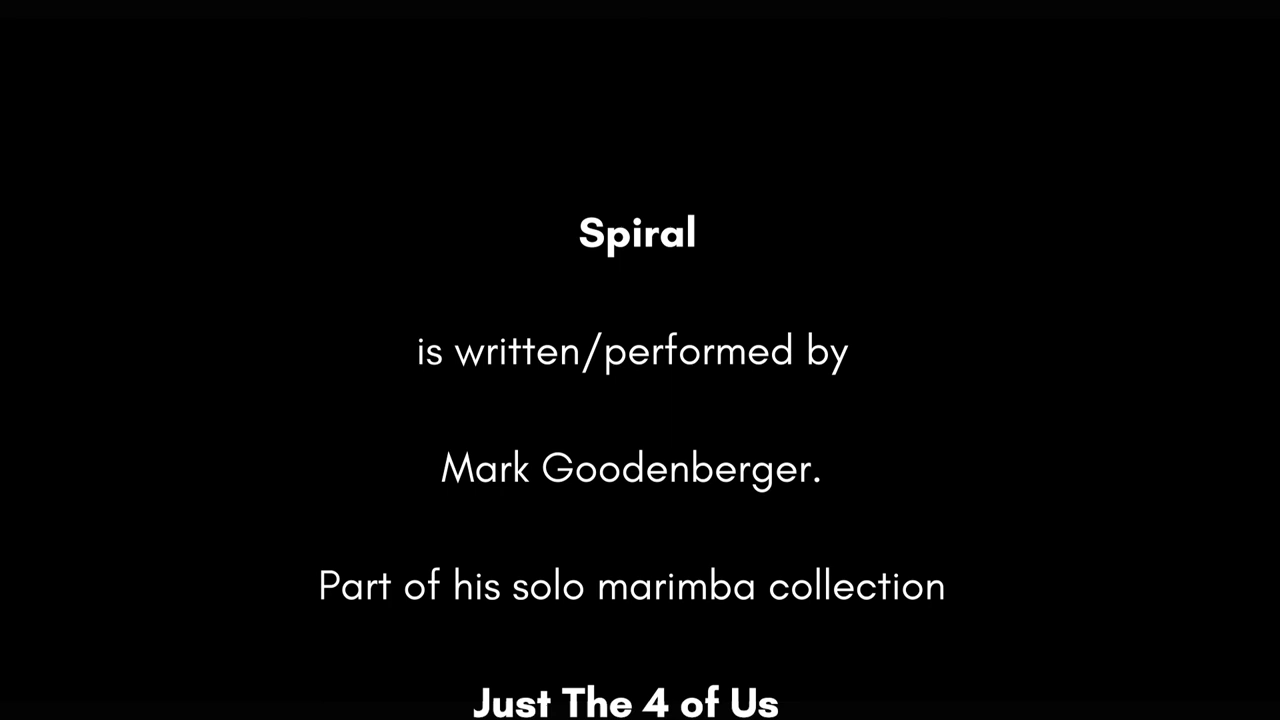 Spiral
is written/performed by
Mark Goodenberger.
Part of his solo marimba collection
Just The 4 of Us